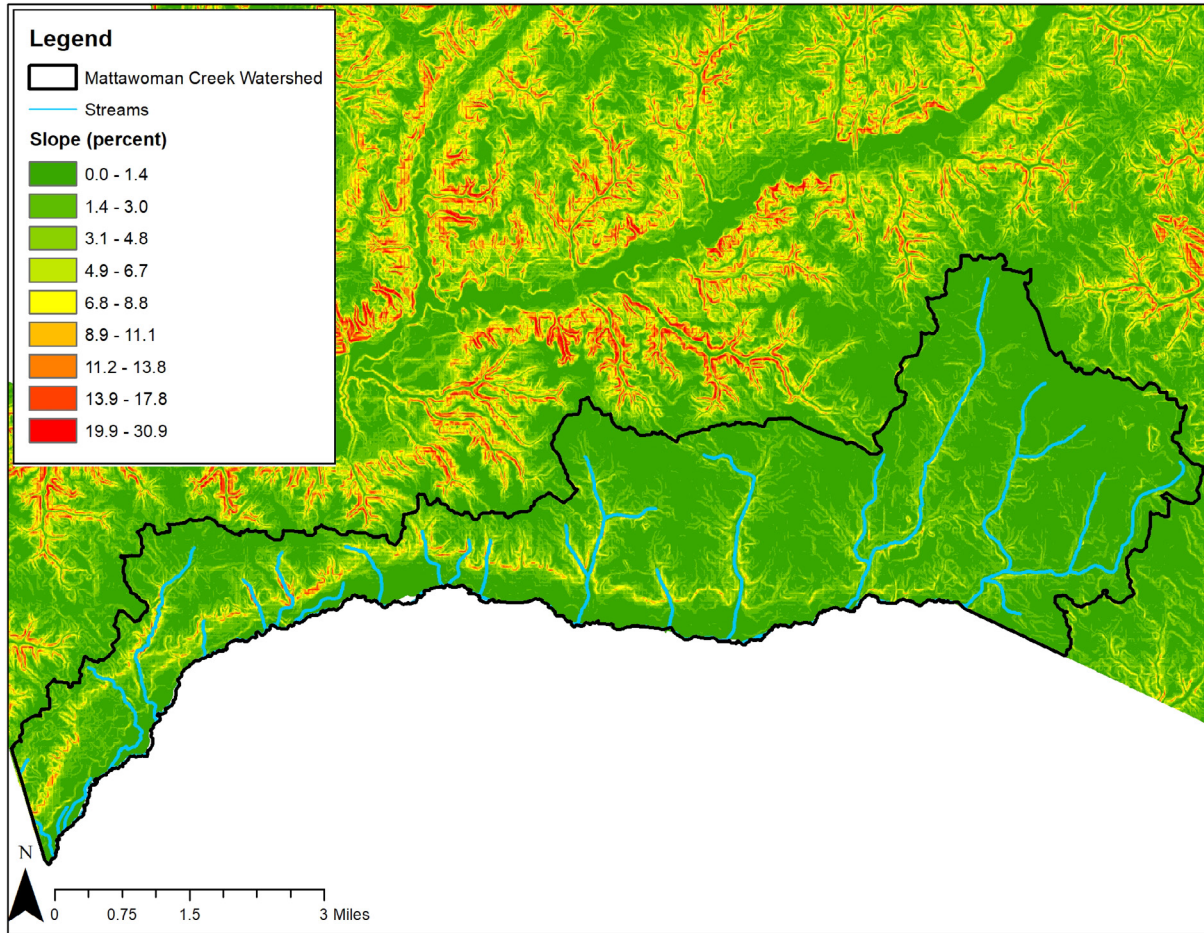 Legend
Mattawoman Creek Watershed
Streams
Slope (percent)
0.0 - 1.4
1.4 - 3.0
3.1 - 4.8
4.9 - 6.7
6.8 - 8.8
8.9 - 11.1
11.2 - 13.8
13.9 - 17.8
19.9 - 30.9
N
0 0.75 1.5 3 Miles